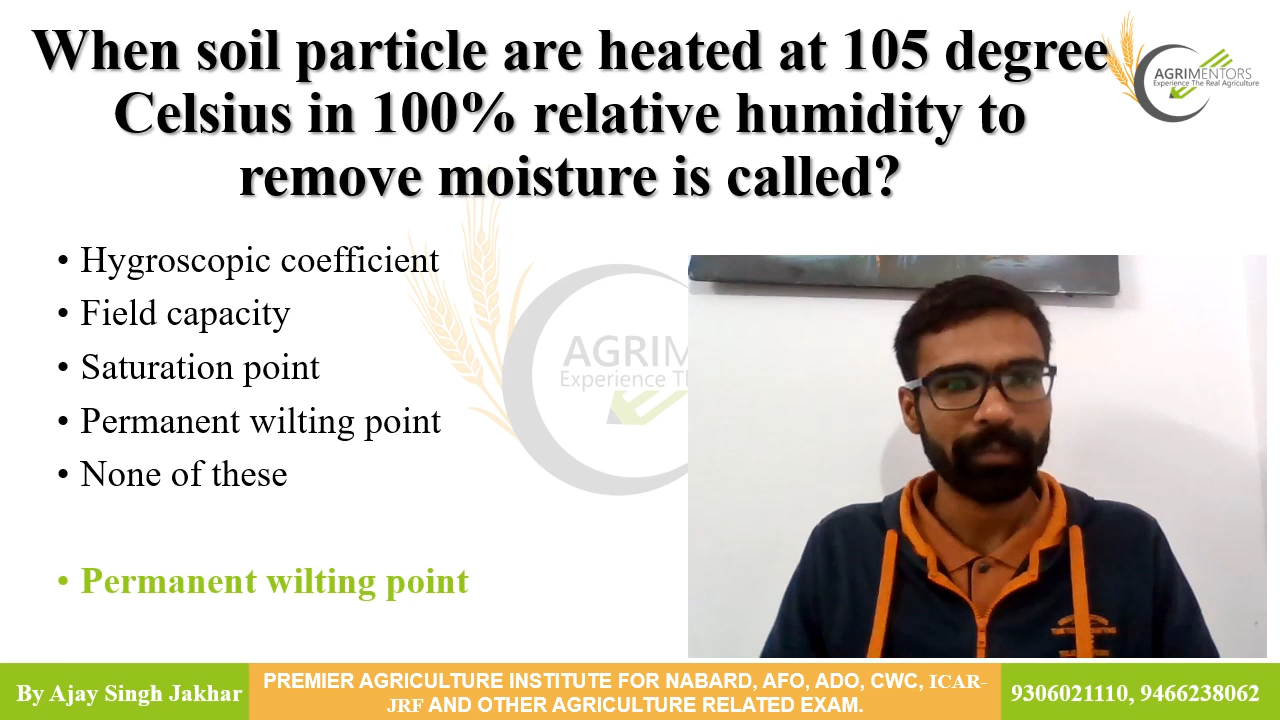 When soil particle are heated at 105 degree
Celsius in 100% relative humidity to
remove moisture is called?
AGRIMENTORS
Experience The Real Agriculture
• Hygroscopic coefficient
• Field capacity
• Saturation point
• Permanent wilting point
• None of these
AGRIM
Experience Th
• Permanent wilting point
By Ajay Singh Jakhar
PREMIER AGRICULTURE INSTITUTE FOR NABARD, AFO, ADO, CWC, ICAR-
JRF AND OTHER AGRICULTURE RELATED EXAM.
9306021110, 9466238062